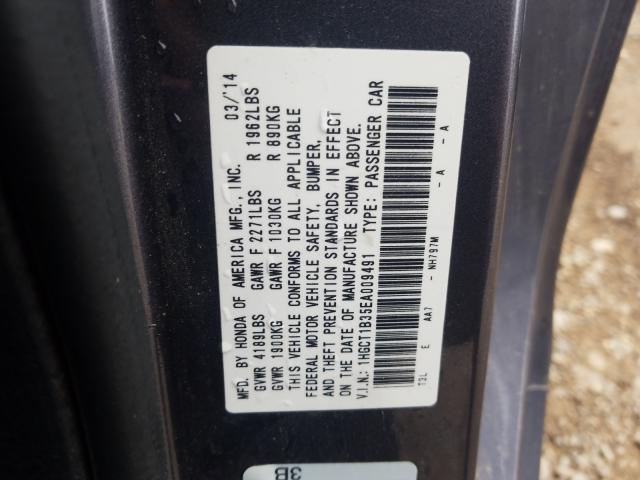 MFD. BY HONDA OF AMERICA MFG., INC. 03/'14
GVWR 4189LBS GAWR F 2271LBS R 1962LBS
GVWR 1900KG GAWR F 1030KG R 890KG
THIS VEHICLE CONFORMS TO ALL APPLICABLE
FEDERAL MOTOR VEHICLE SAFETY, BUMPER,
AND THEFT PREVENTION STANDARDS IN EFFECT
ON THE DATE OF MANUFACTURE SHOWN ABOVE.
V.I.N.: 1HGCT1B35EA009491 TYPE: PASSENGER CAR
T3L E AA7 - NH797M - A - A